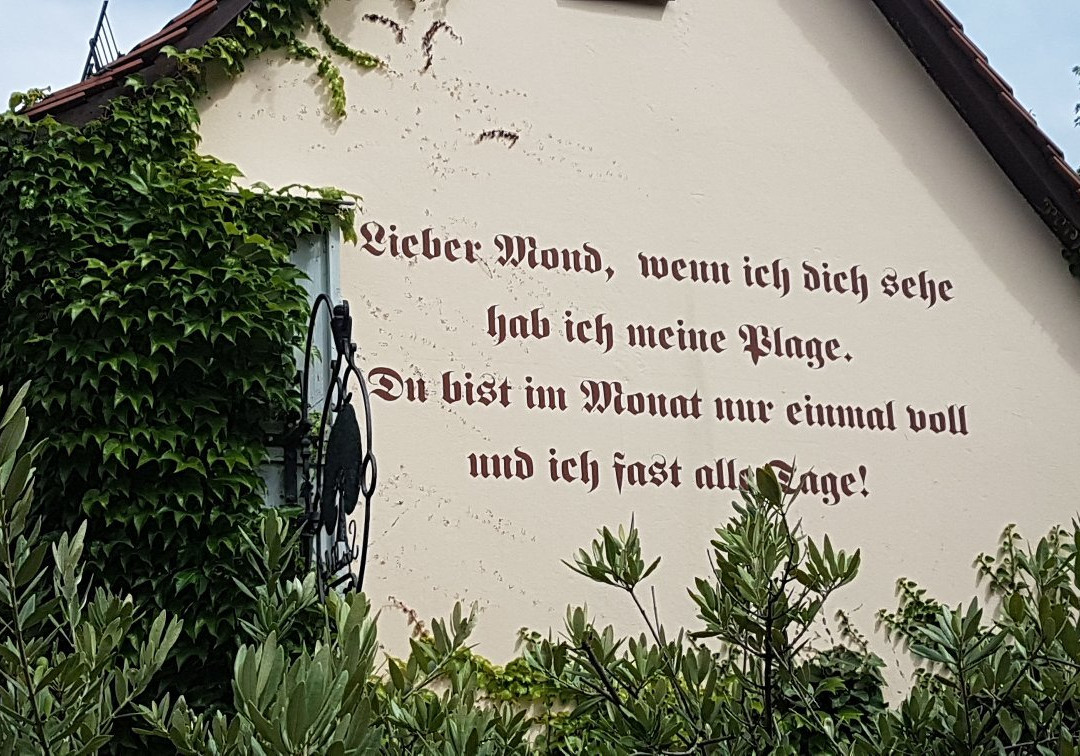 Lieber Mond, wenn ich dich sehe
hab ich meine Plage.
Du bist im Monat nur einmal voll
und ich fast alle Tage!